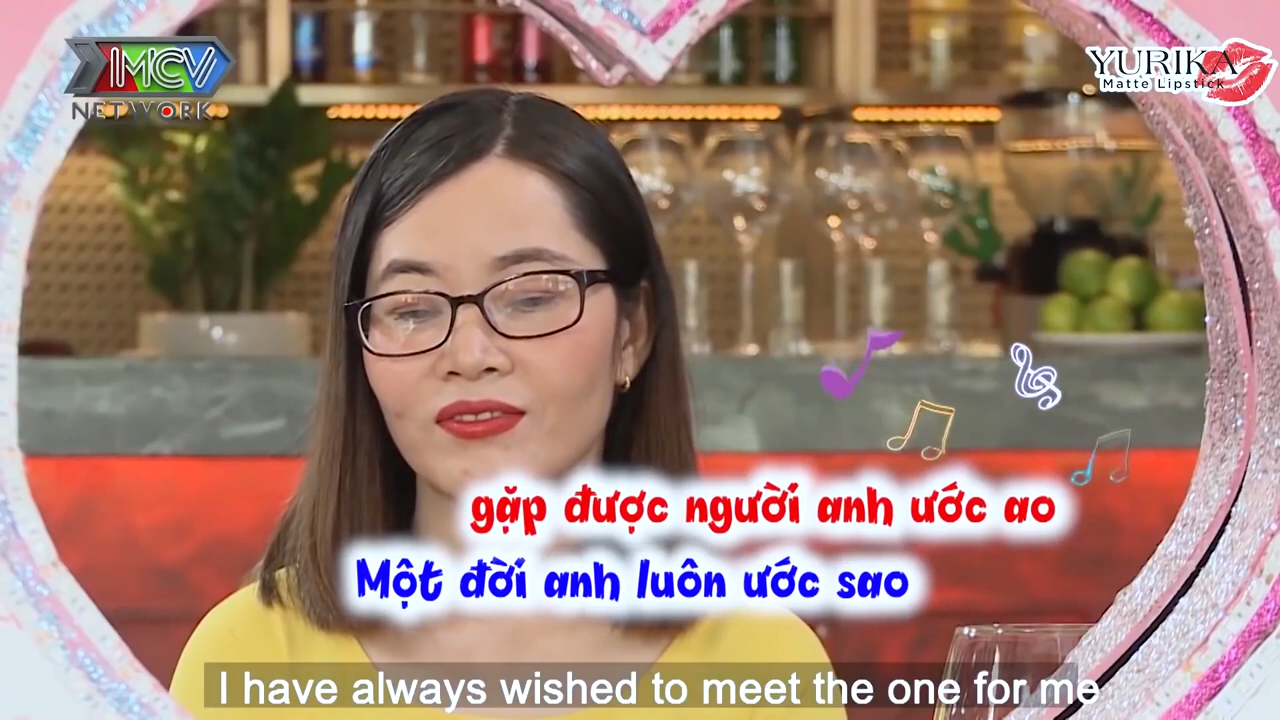 MCV
NETWORK
YURIKA
Matte Lipstick
gặp được người anh ước ao
Một đời anh luôn ước sao
I have always wished to meet the one for me